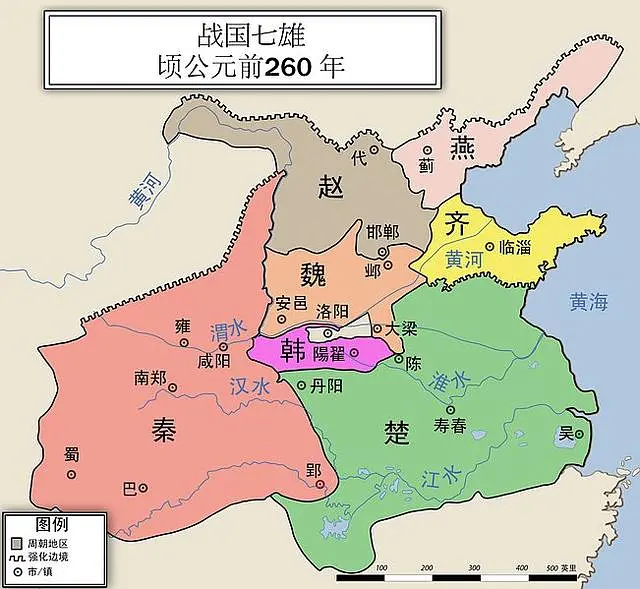 战国七雄
顷公元前260 年
燕
代
蓟
赵
黄河
齐
邯郸
临淄
邺
黄河
魏
黄海
安邑
洛阳
大梁
雍
渭水
咸阳
韩
陽翟
陈
南郑
汉水
丹阳
淮水
寿春
秦
楚
吴
蜀
巴
郢
江水
图例
周朝地区
强化边境
市/镇
100 200 300 400 500 英里